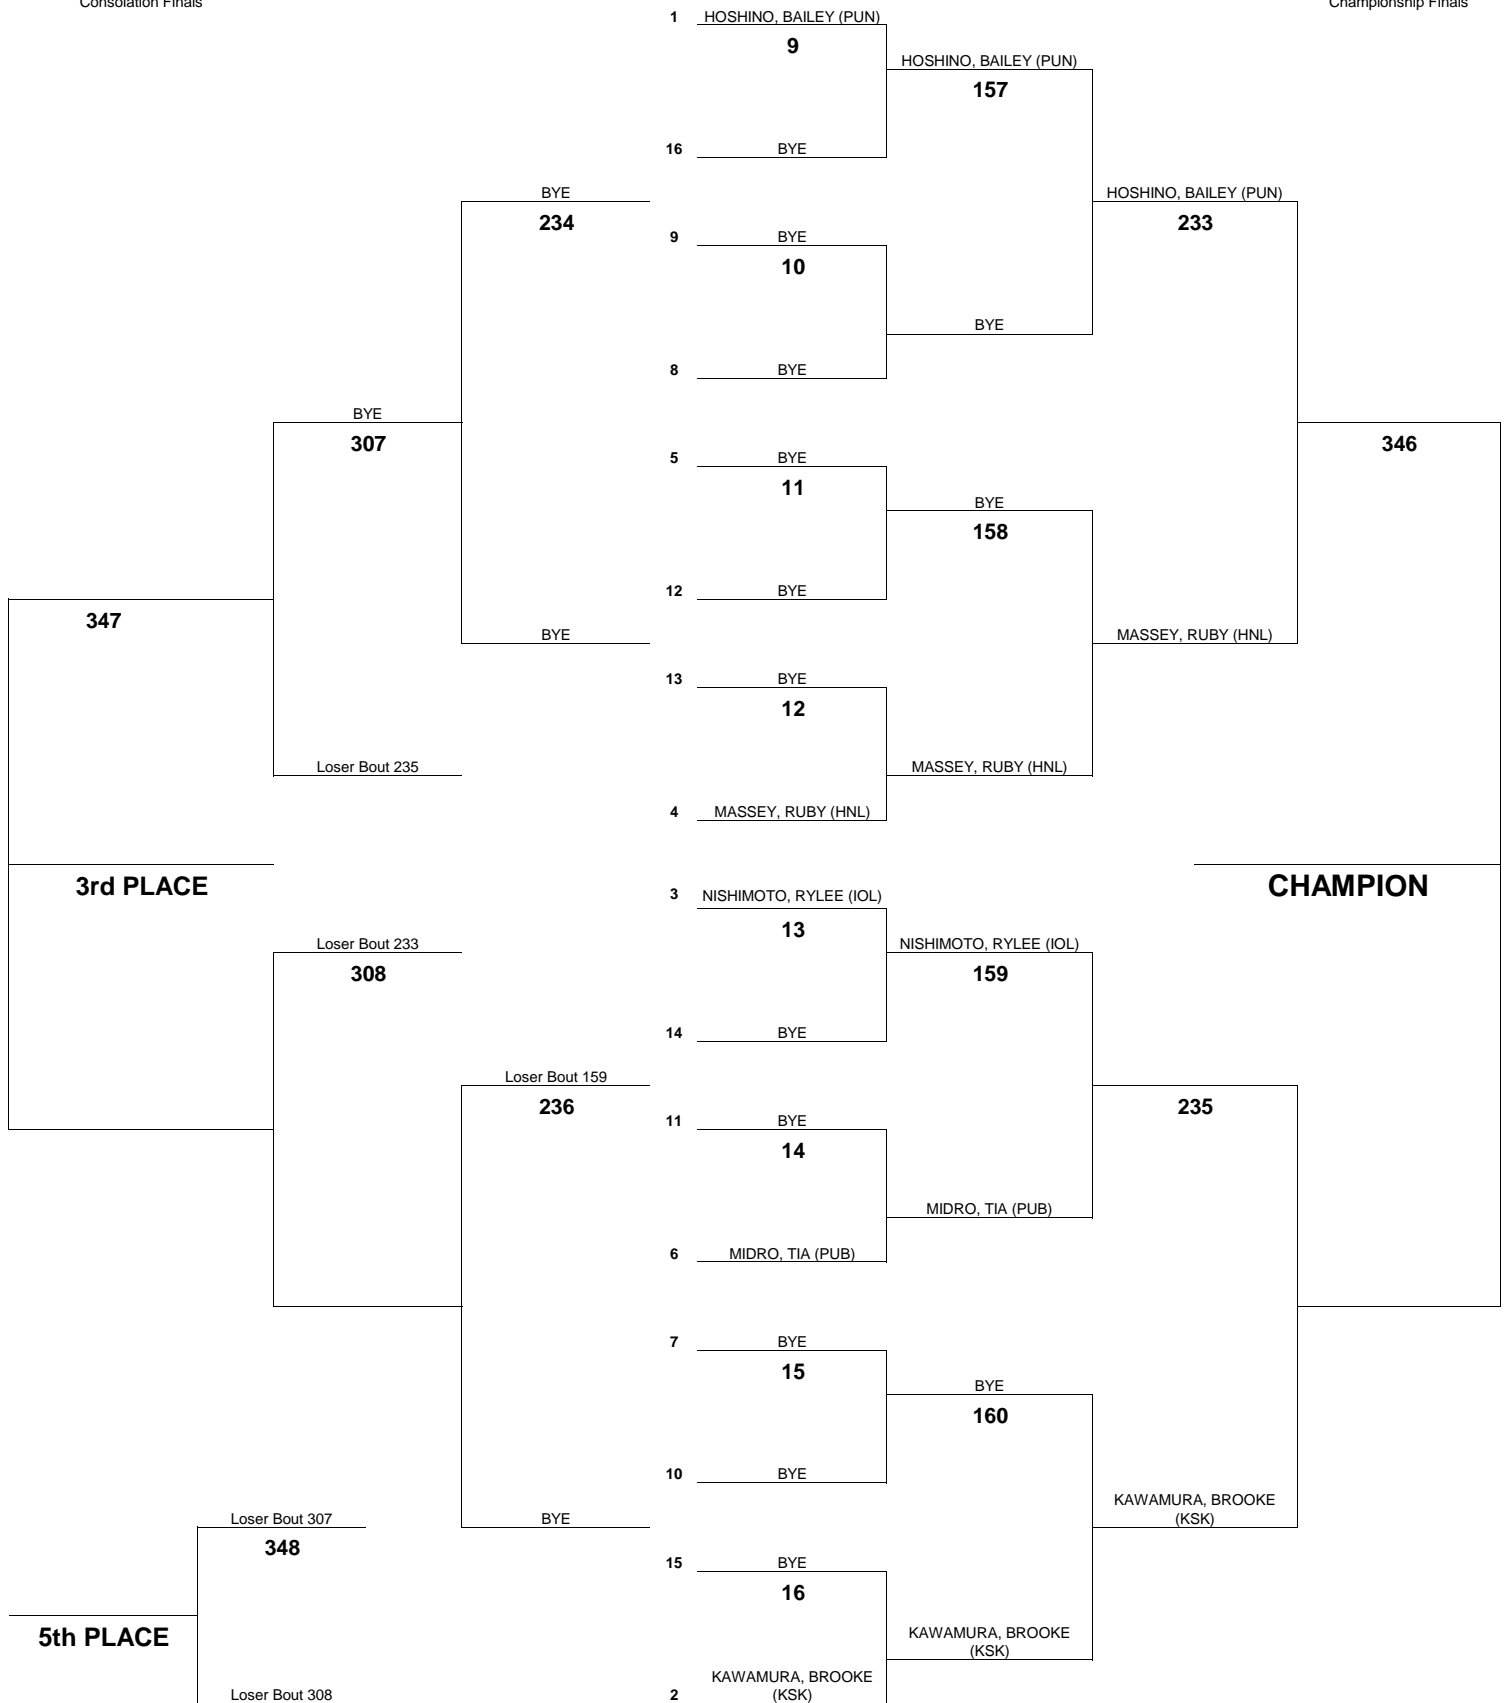 Consolation Finals
Championship Finals
1 HOSHINO, BAILEY (PUN)
9
HOSHINO, BAILEY (PUN)
157
16 BYE
BYE
HOSHINO, BAILEY (PUN)
234
233
9 BYE
10
BYE
8 BYE
BYE
307
346
5 BYE
11
BYE
158
12 BYE
347
BYE
MASSEY, RUBY (HNL)
13 BYE
12
Loser Bout 235
MASSEY, RUBY (HNL)
4 MASSEY, RUBY (HNL)
3rd PLACE
CHAMPION
3 NISHIMOTO, RYLEE (IOL)
13
Loser Bout 233
NISHIMOTO, RYLEE (IOL)
308
159
14 BYE
Loser Bout 159
236
235
11 BYE
14
MIDRO, TIA (PUB)
6 MIDRO, TIA (PUB)
7 BYE
15
BYE
160
10 BYE
KAWAMURA, BROOKE
(KSK)
Loser Bout 307
BYE
348
15 BYE
16
5th PLACE
KAWAMURA, BROOKE
(KSK)
KAWAMURA, BROOKE
Loser Bout 308
2 (KSK)